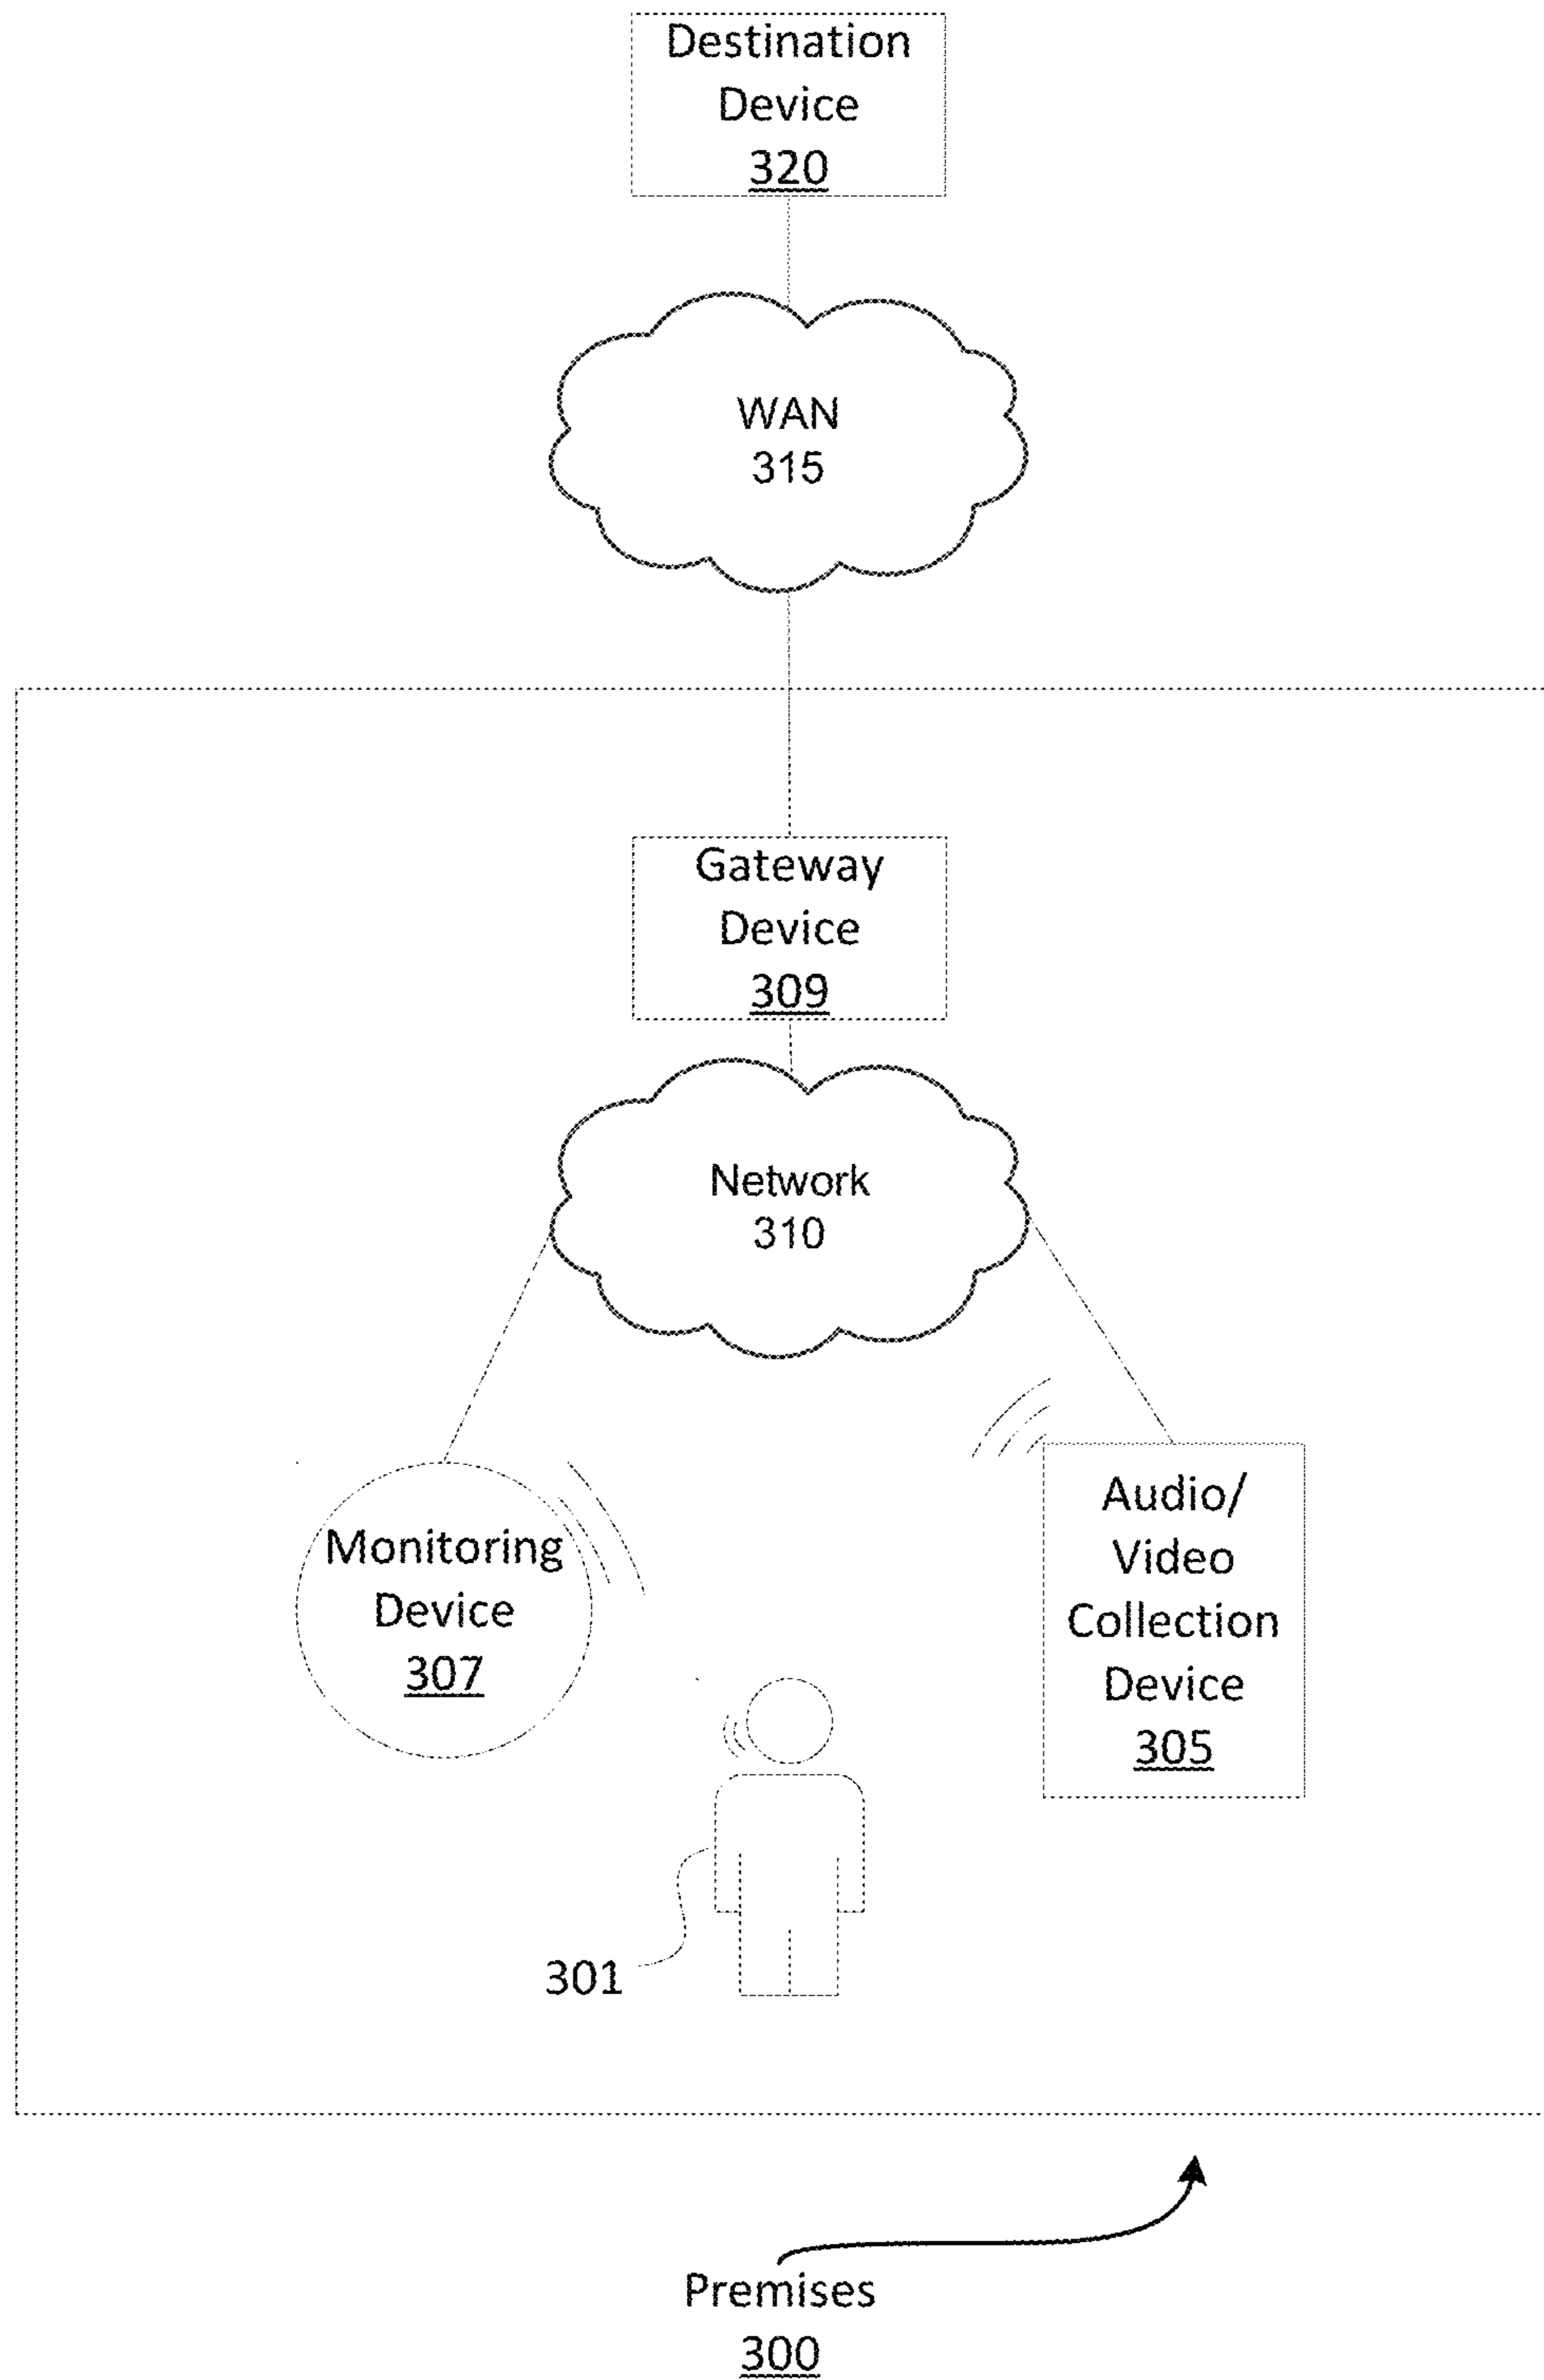 Destination
Device
320
WAN
315
Gateway
Device
309
Network
310
Monitoring
Device
307
Audio/
Video
Collection
Device
305
301
Premises
300